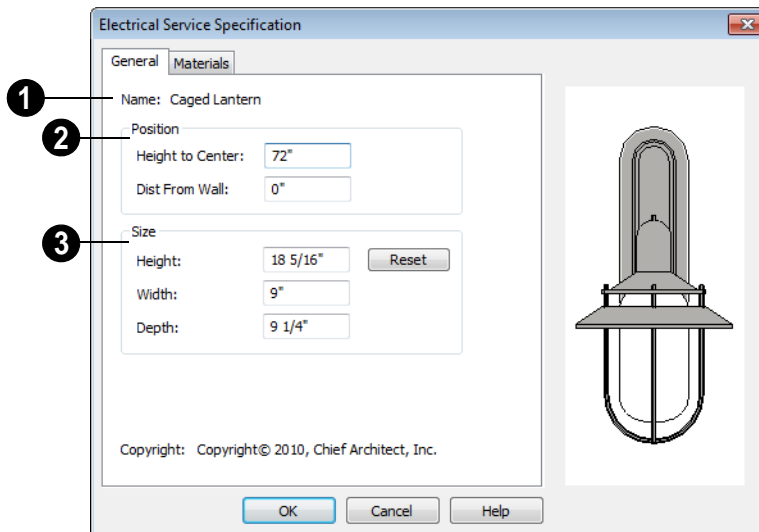 Electrical Service Specification
General Materials
1 Name: Caged Lantern
2 Position
Height to Center: 72"
Dist From Wall: 0"
3 Size
Height: 18 5/16" Reset
Width: 9"
Depth: 9 1/4"
Copyright: Copyright© 2010, Chief Architect, Inc.
OK Cancel Help